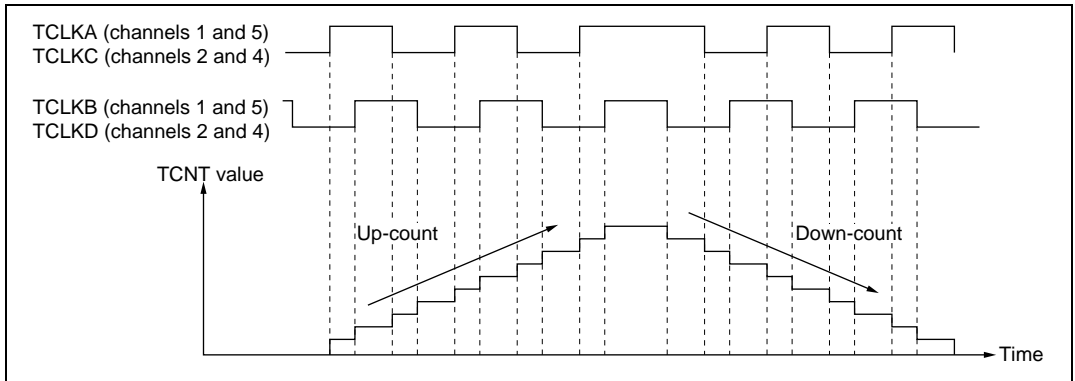 TCLKA (channels 1 and 5)
TCLKC (channels 2 and 4)
TCLKB (channels 1 and 5)
TCLKD (channels 2 and 4)
TCNT value
Up-count
Down-count
Time